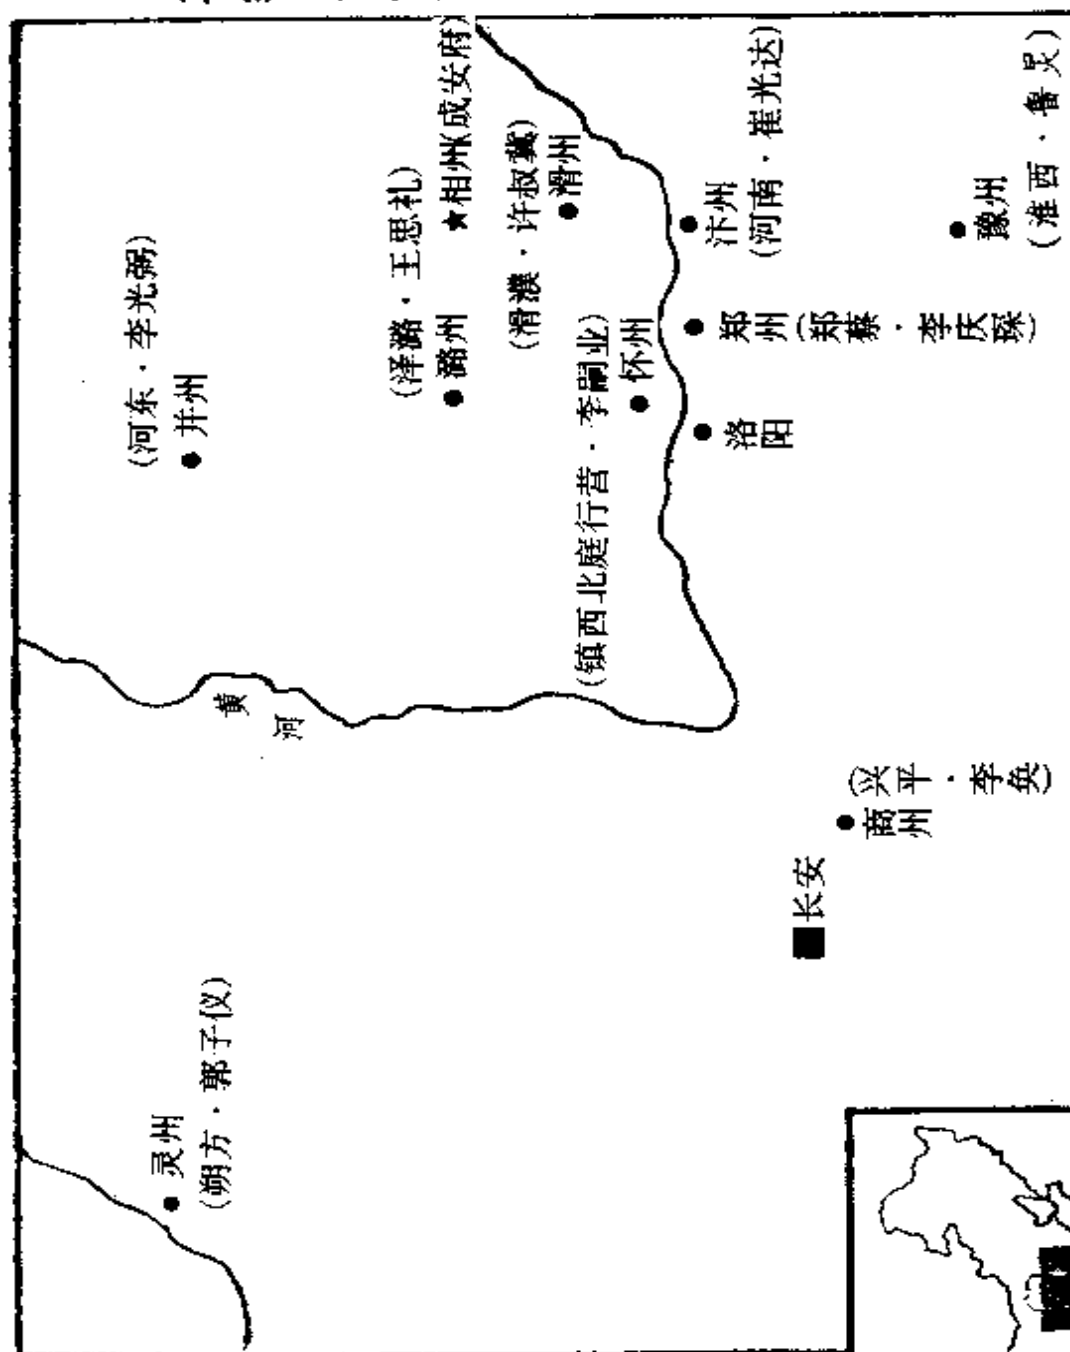 灵州
(朔方·郭子仪)
黄河
(河东·李光弼)
并州
(泽潞·王思礼)
潞州
★相州(成安府)
(滑濮·许叔冀)
滑州
(镇西北庭行营·李嗣业)
怀州
汴州
(河南·崔光达)
郑州(郑蔡·李庆琛)
洛阳
豫州
(淮西·鲁炅)
(兴平·李奂)
商州
长安